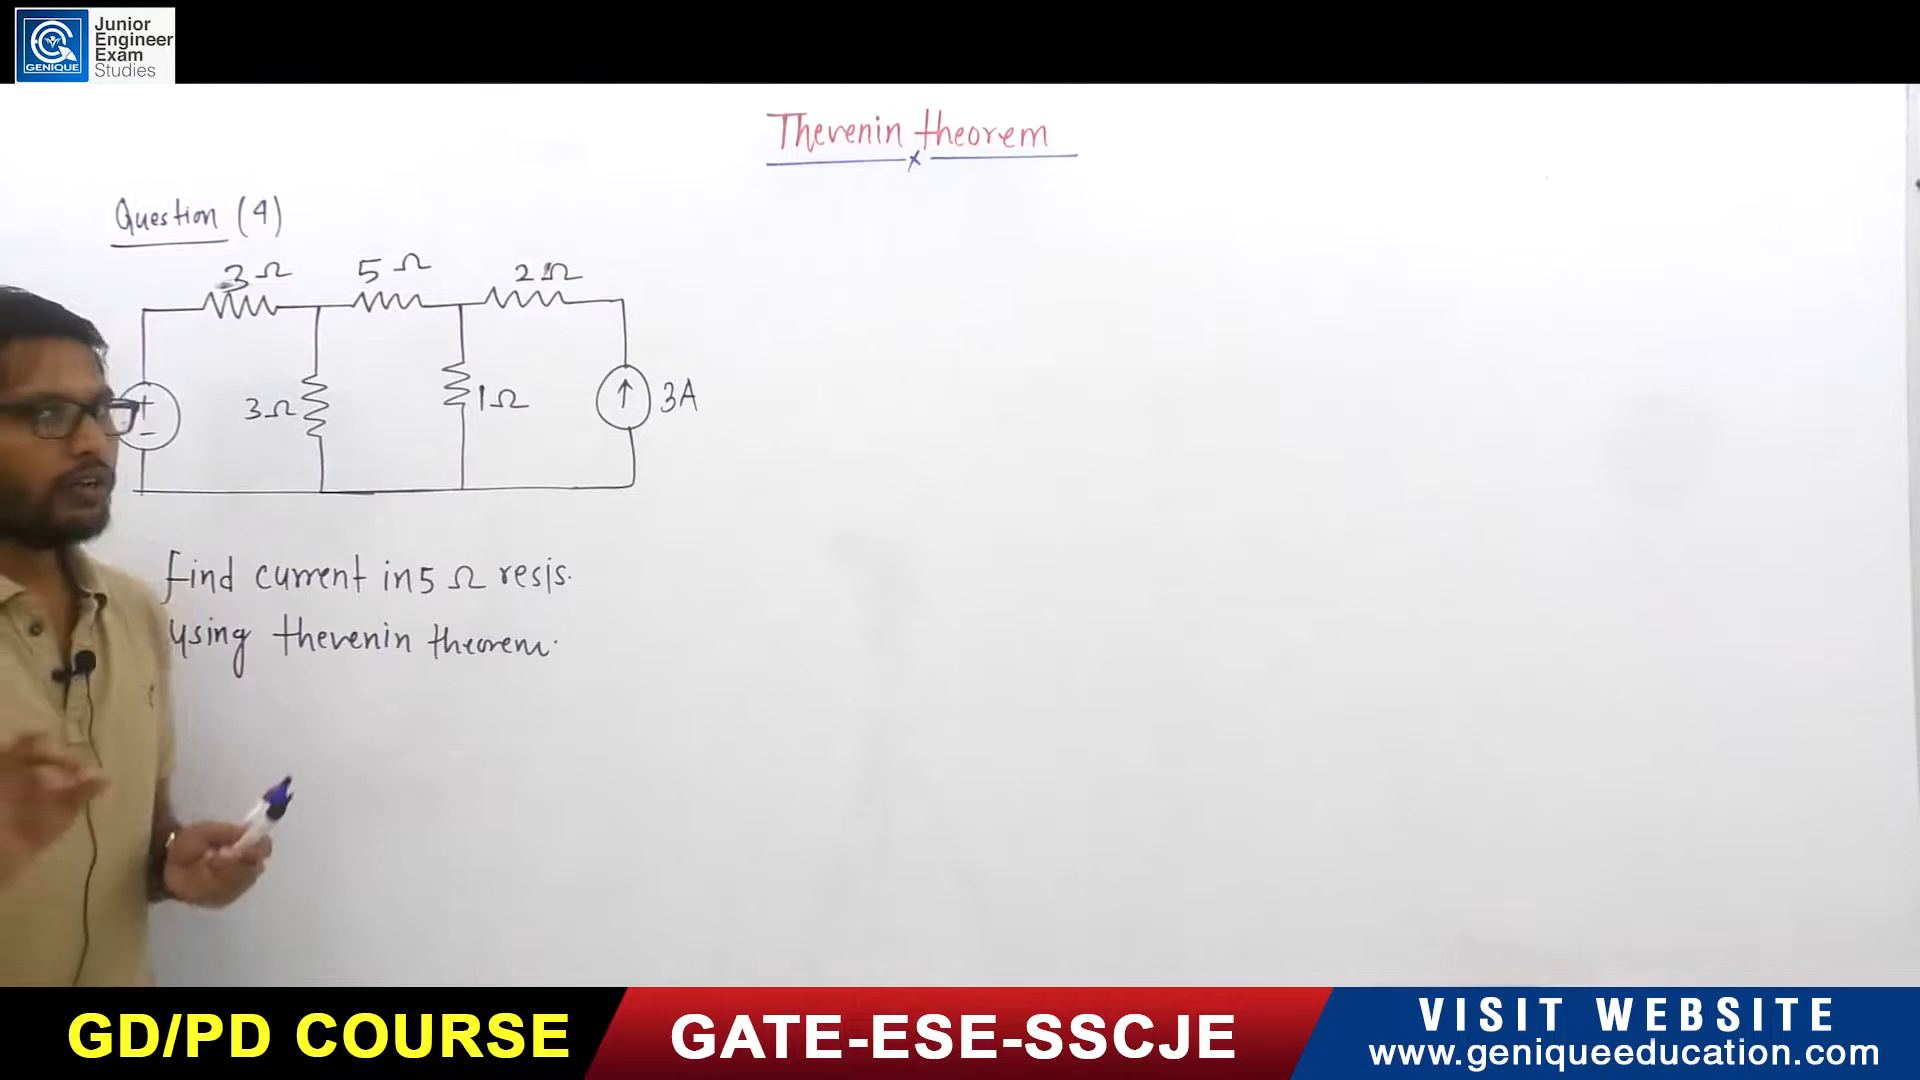 Junior
Engineer
Exam
Studies
GENIQUE
Thevenin theorem
Question (4)
3Ω 5Ω 2Ω
+
-
3Ω 1Ω 3A
Find current in 5 Ω resis.
using thevenin theorem.
GD/PD COURSE
GATE-ESE-SSCJE
VISIT WEBSITE
www.geniqueeducation.com